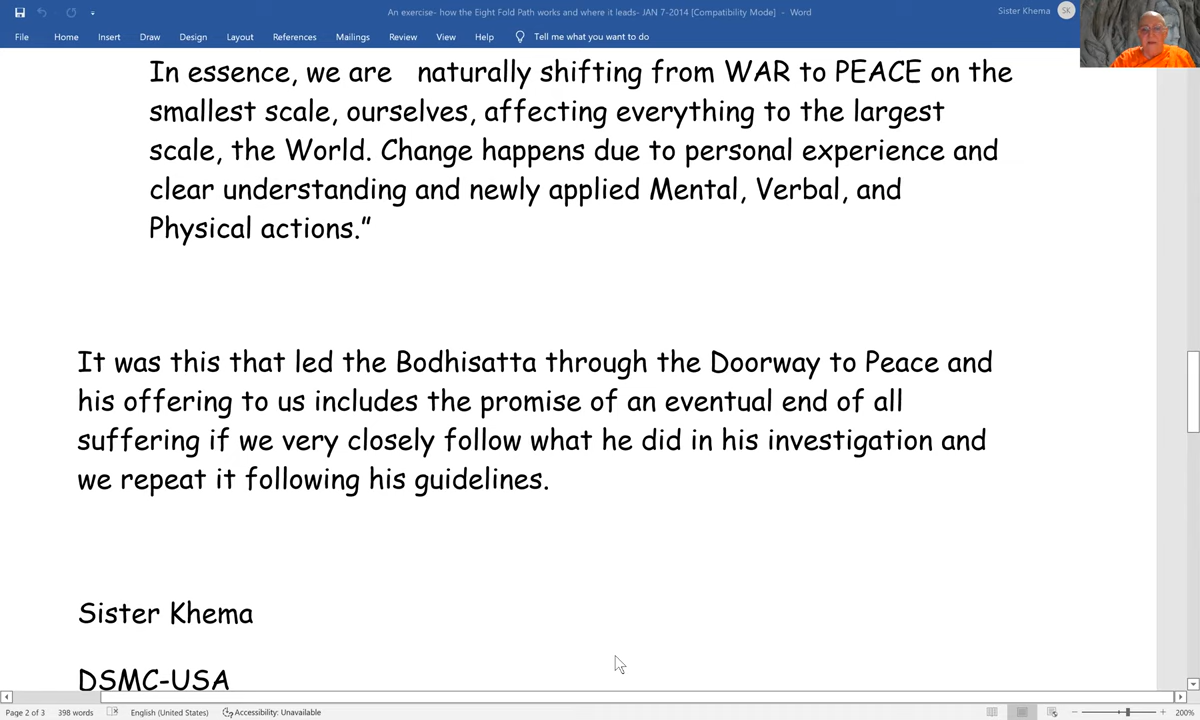 An exercise- how the Eight Fold Path works and where it leads- JAN 7-2014 [Compatibility Mode] - Word
Sister Khema
SK
File Home Insert Draw Design Layout References Mailings Review View Help Tell me what you want to do
In essence, we are naturally shifting from WAR to PEACE on the
smallest scale, ourselves, affecting everything to the largest
scale, the World. Change happens due to personal experience and
clear understanding and newly applied Mental, Verbal, and
Physical actions.”
It was this that led the Bodhisatta through the Doorway to Peace and
his offering to us includes the promise of an eventual end of all
suffering if we very closely follow what he did in his investigation and
we repeat it following his guidelines.
Sister Khema
DSMC-USA
Page 2 of 3 398 words English (United States) Accessibility: Unavailable 200%